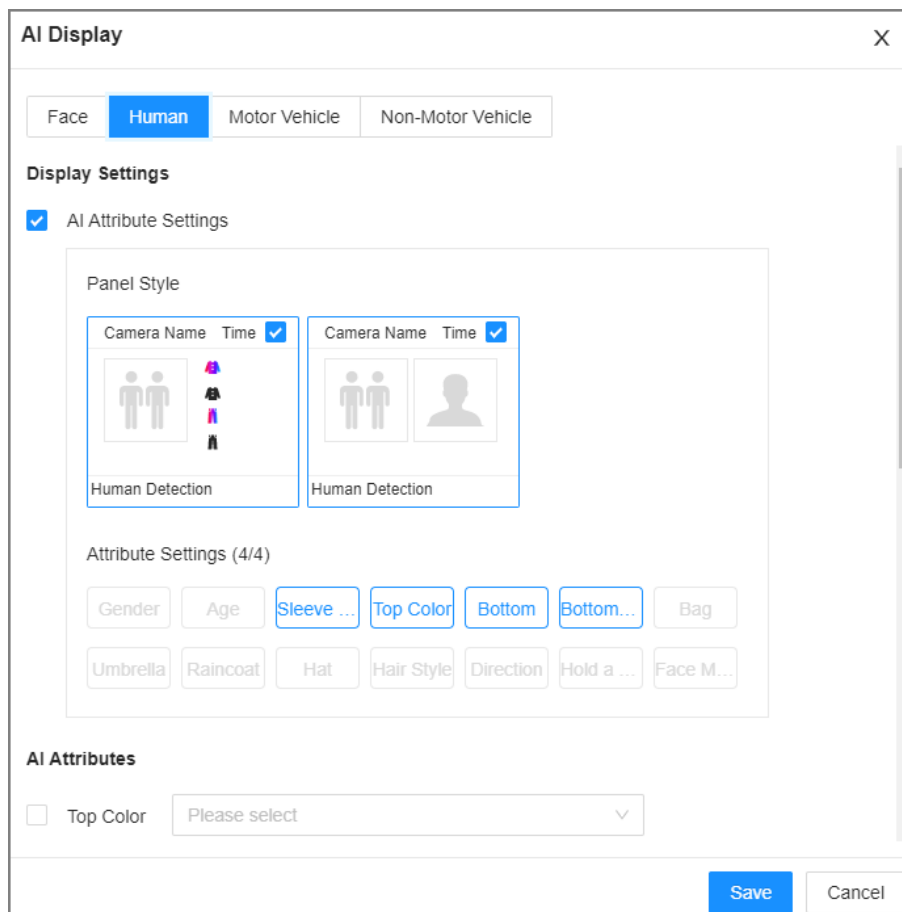 AI Display X
Face Human Motor Vehicle Non-Motor Vehicle
Display Settings
AI Attribute Settings
Panel Style
Camera Name Time Camera Name Time
Human Detection Human Detection
Attribute Settings (4/4)
Gender Age Sleeve ... Top Color Bottom Bottom... Bag
Umbrella Raincoat Hat Hair Style Direction Hold a ... Face M...
AI Attributes
Top Color Please select
Save Cancel